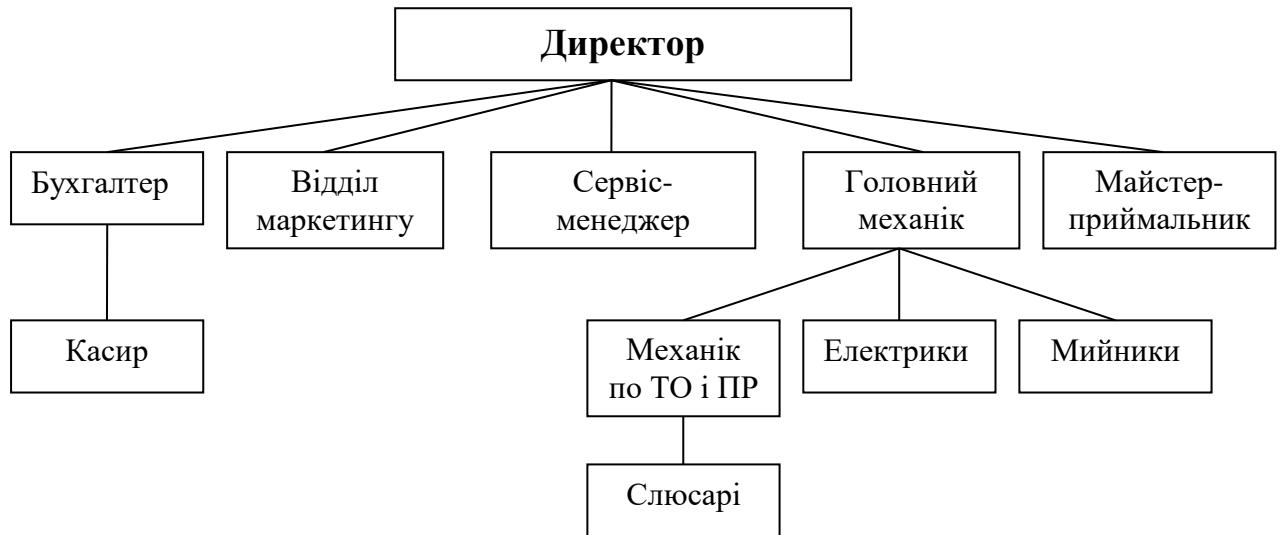 Директор
Бухгалтер
Відділ
маркетингу
Сервіс-
менеджер
Головний
механік
Майстер-
приймальник
Касир
Механік
по ТО і ПР
Електрики
Мийники
Слюсарі